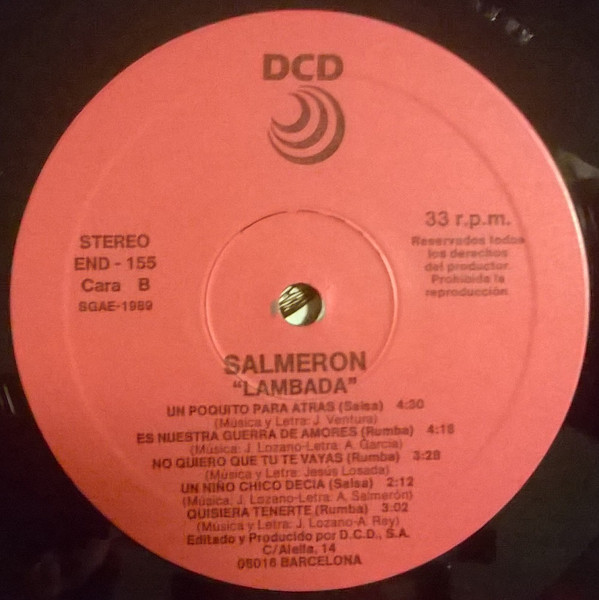 DCD
STEREO
END - 155
Cara B
SGAE-1989
33 r.p.m.
Reservados todos
los derechos
del productor.
Prohibida la
reproducción
SALMERON
"LAMBADA"
UN POQUITO PARA ATRAS (Salsa) 4:30
(Música y Letra: J. Ventura)
ES NUESTRA GUERRA DE AMORES (Rumba) 4:18
(Música: J. Lozano-Letra: A. García)
NO QUIERO QUE TU TE VAYAS (Rumba) 3:28
(Música y Letra: Jesús Losada)
UN NIÑO CHICO DECIA (Salsa) 2:12
(Música: J. Lozano-Letra: A. Salmerón)
QUISIERA TENERTE (Rumba) 3:02
(Música y Letra: J. Lozano-A. Rey)
Editado y Producido por D.C.D., S.A.
C/Alella, 14
08016 BARCELONA